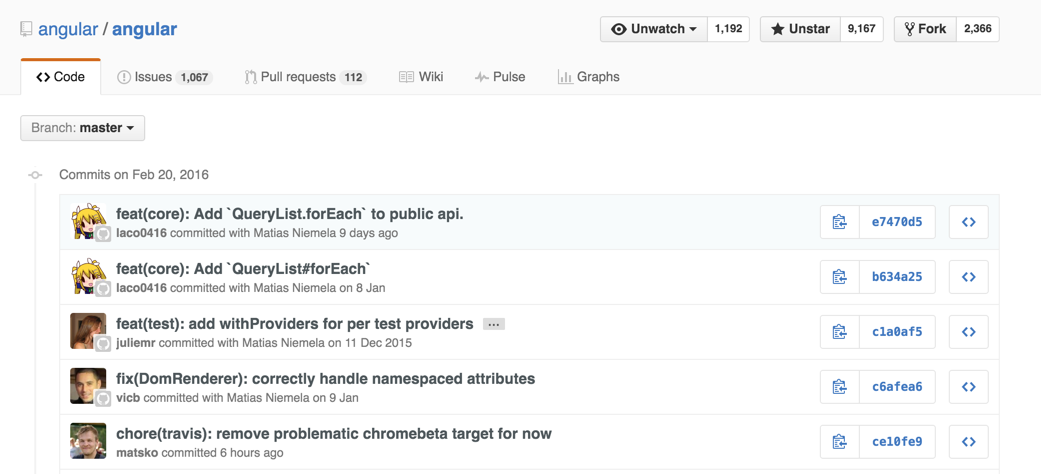 angular / angular
Unwatch 1,192 Unstar 9,167 Fork 2,366
Code Issues 1,067 Pull requests 112 Wiki Pulse Graphs
Branch: master
Commits on Feb 20, 2016
feat(core): Add `QueryList.forEach` to public api.
laco0416 committed with Matias Niemela 9 days ago
e7470d5
feat(core): Add `QueryList#forEach`
laco0416 committed with Matias Niemela on 8 Jan
b634a25
feat(test): add withProviders for per test providers …
juliemr committed with Matias Niemela on 11 Dec 2015
c1a0af5
fix(DomRenderer): correctly handle namespaced attributes
vicb committed with Matias Niemela on 9 Jan
c6afea6
chore(travis): remove problematic chromebeta target for now
matsko committed 6 hours ago
ce10fe9